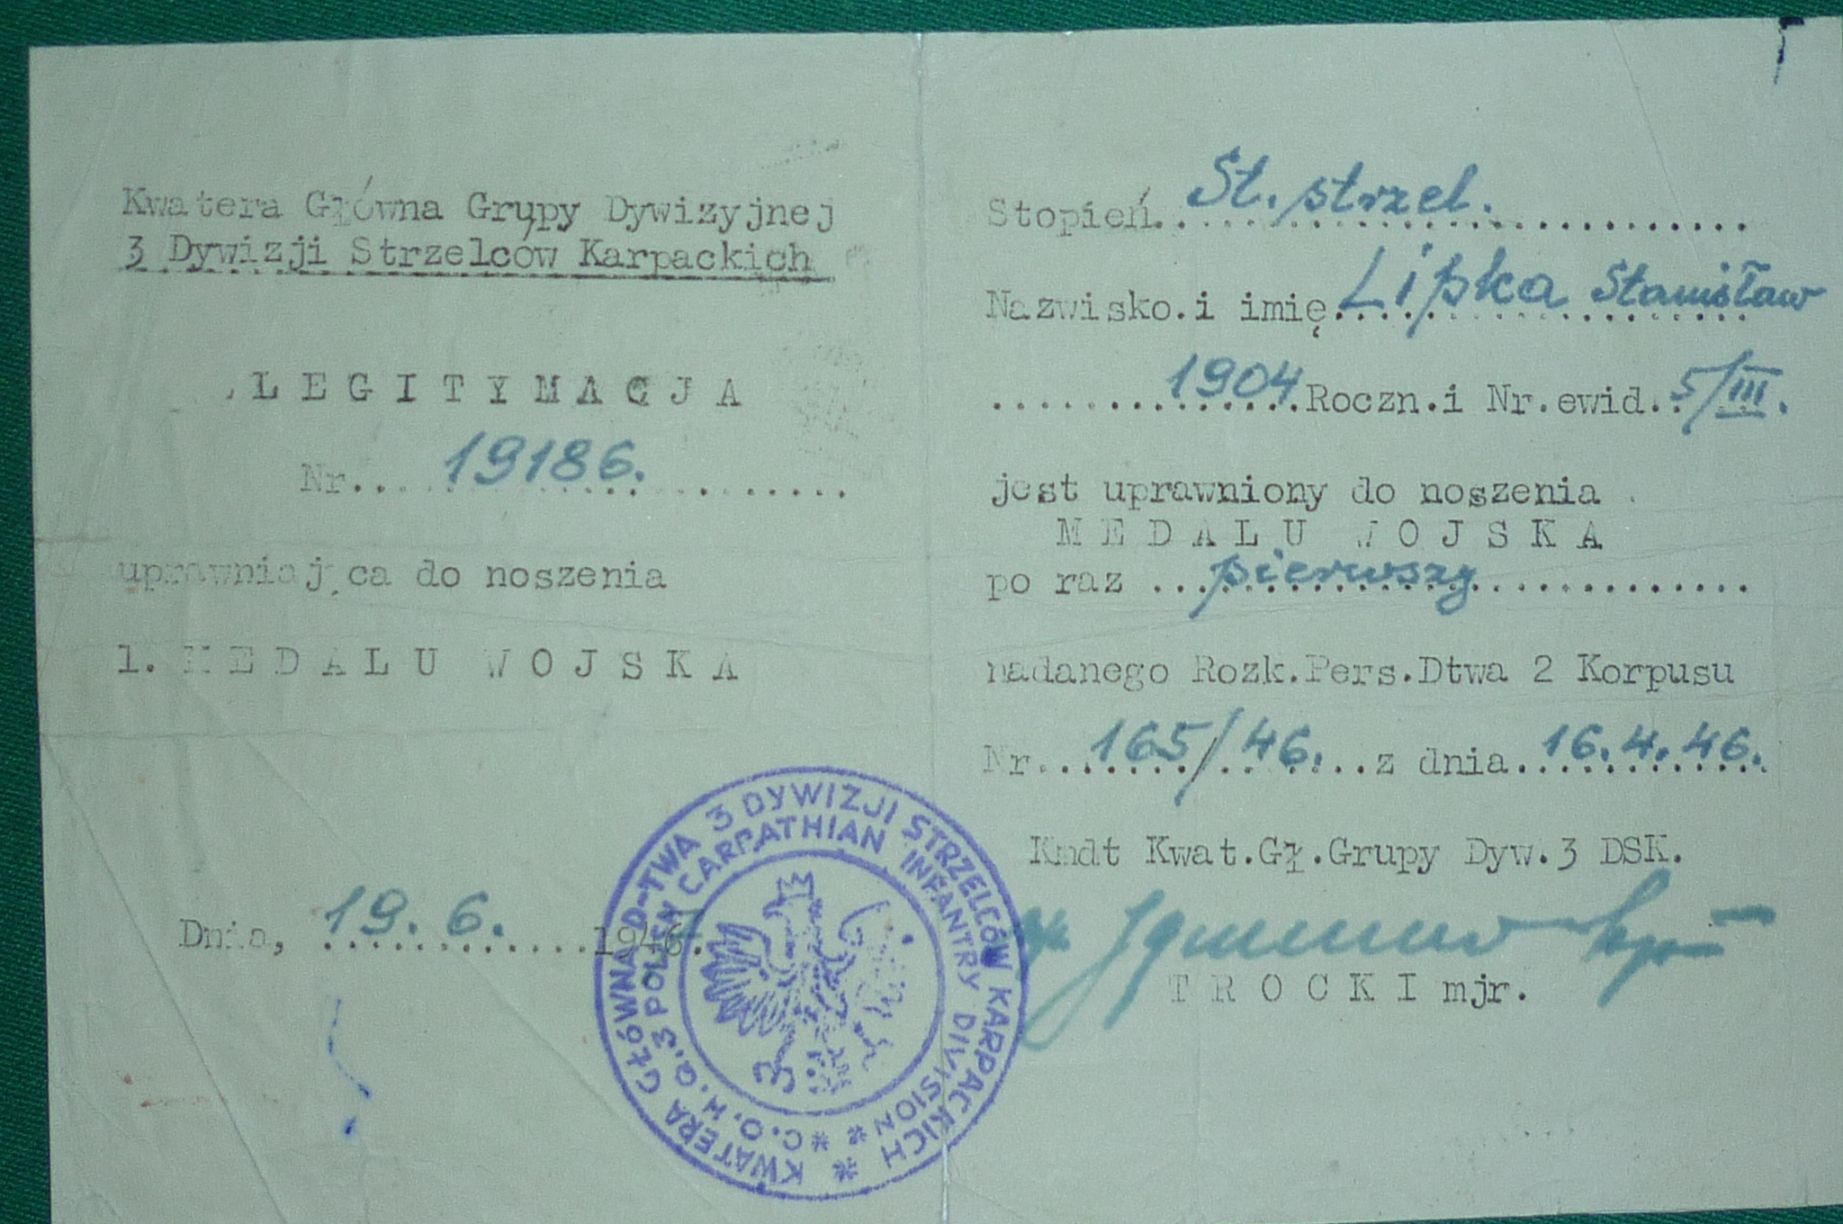 Kwatera Główna Grupy Dywizyjnej
3 Dywizji Strzelców Karpackich
LEGITYMACJA
Nr. 19186.
uprawniająca do noszenia
1. MEDALU WOJSKA
Dnia, 19. 6. 194
KWATERA GŁÓWNA D-TWA 3 DYWIZJI STRZELCÓW KARPACKICH
C.O.H.Q. 3 POLISH CARPATHIAN INFANTRY DIVISION
Stopień. St. strzel.
Nazwisko.i imię. Lipka Stanisław
1904. Roczn.i Nr.ewid. 5/III.
jest uprawniony do noszenia
MEDALU WOJSKA
po raz ... pierwszy
nadanego Rozk.Pers.Dtwa 2 Korpusu
Nr. 165/46. z dnia. 16.4.46.
Kmdt Kwat.Gł.Grupy Dyw.3 DSK.
TROCKI mjr.